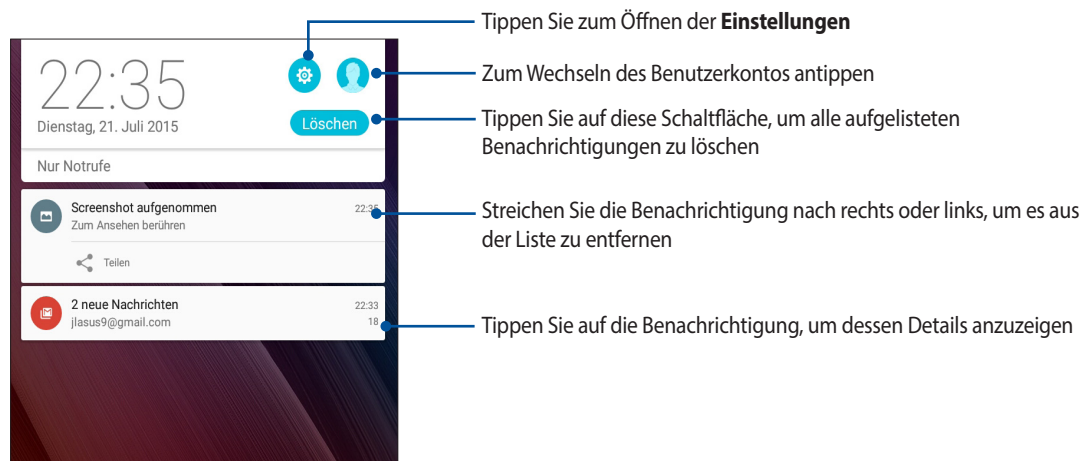 Tippen Sie zum Öffnen der Einstellungen
Zum Wechseln des Benutzerkontos antippen
Tippen Sie auf diese Schaltfläche, um alle aufgelisteten
Benachrichtigungen zu löschen
Streichen Sie die Benachrichtigung nach rechts oder links, um es aus
der Liste zu entfernen
Tippen Sie auf die Benachrichtigung, um dessen Details anzuzeigen
22:35
Dienstag, 21. Juli 2015
Löschen
Nur Notrufe
Screenshot aufgenommen 22:35
Zum Ansehen berühren
Teilen
2 neue Nachrichten 22:33
jlasus9@gmail.com 18